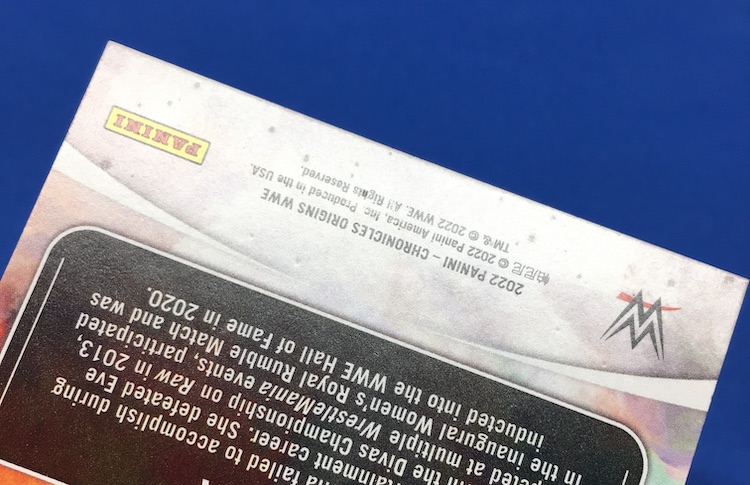 failed to accomplish during
career. She defeated Eve
the Divas Championship on Raw in 2013,
at multiple WrestleMania events, participated
in the inaugural Women's Royal Rumble Match and was
inducted into the WWE Hall of Fame in 2020.
2022 PANINI – CHRONICLES ORIGINS WWE
帕尼尼 © 2022 Panini America, Inc. Produced in the USA.
TM & © 2022 WWE. All Rights Reserved.
PANINI